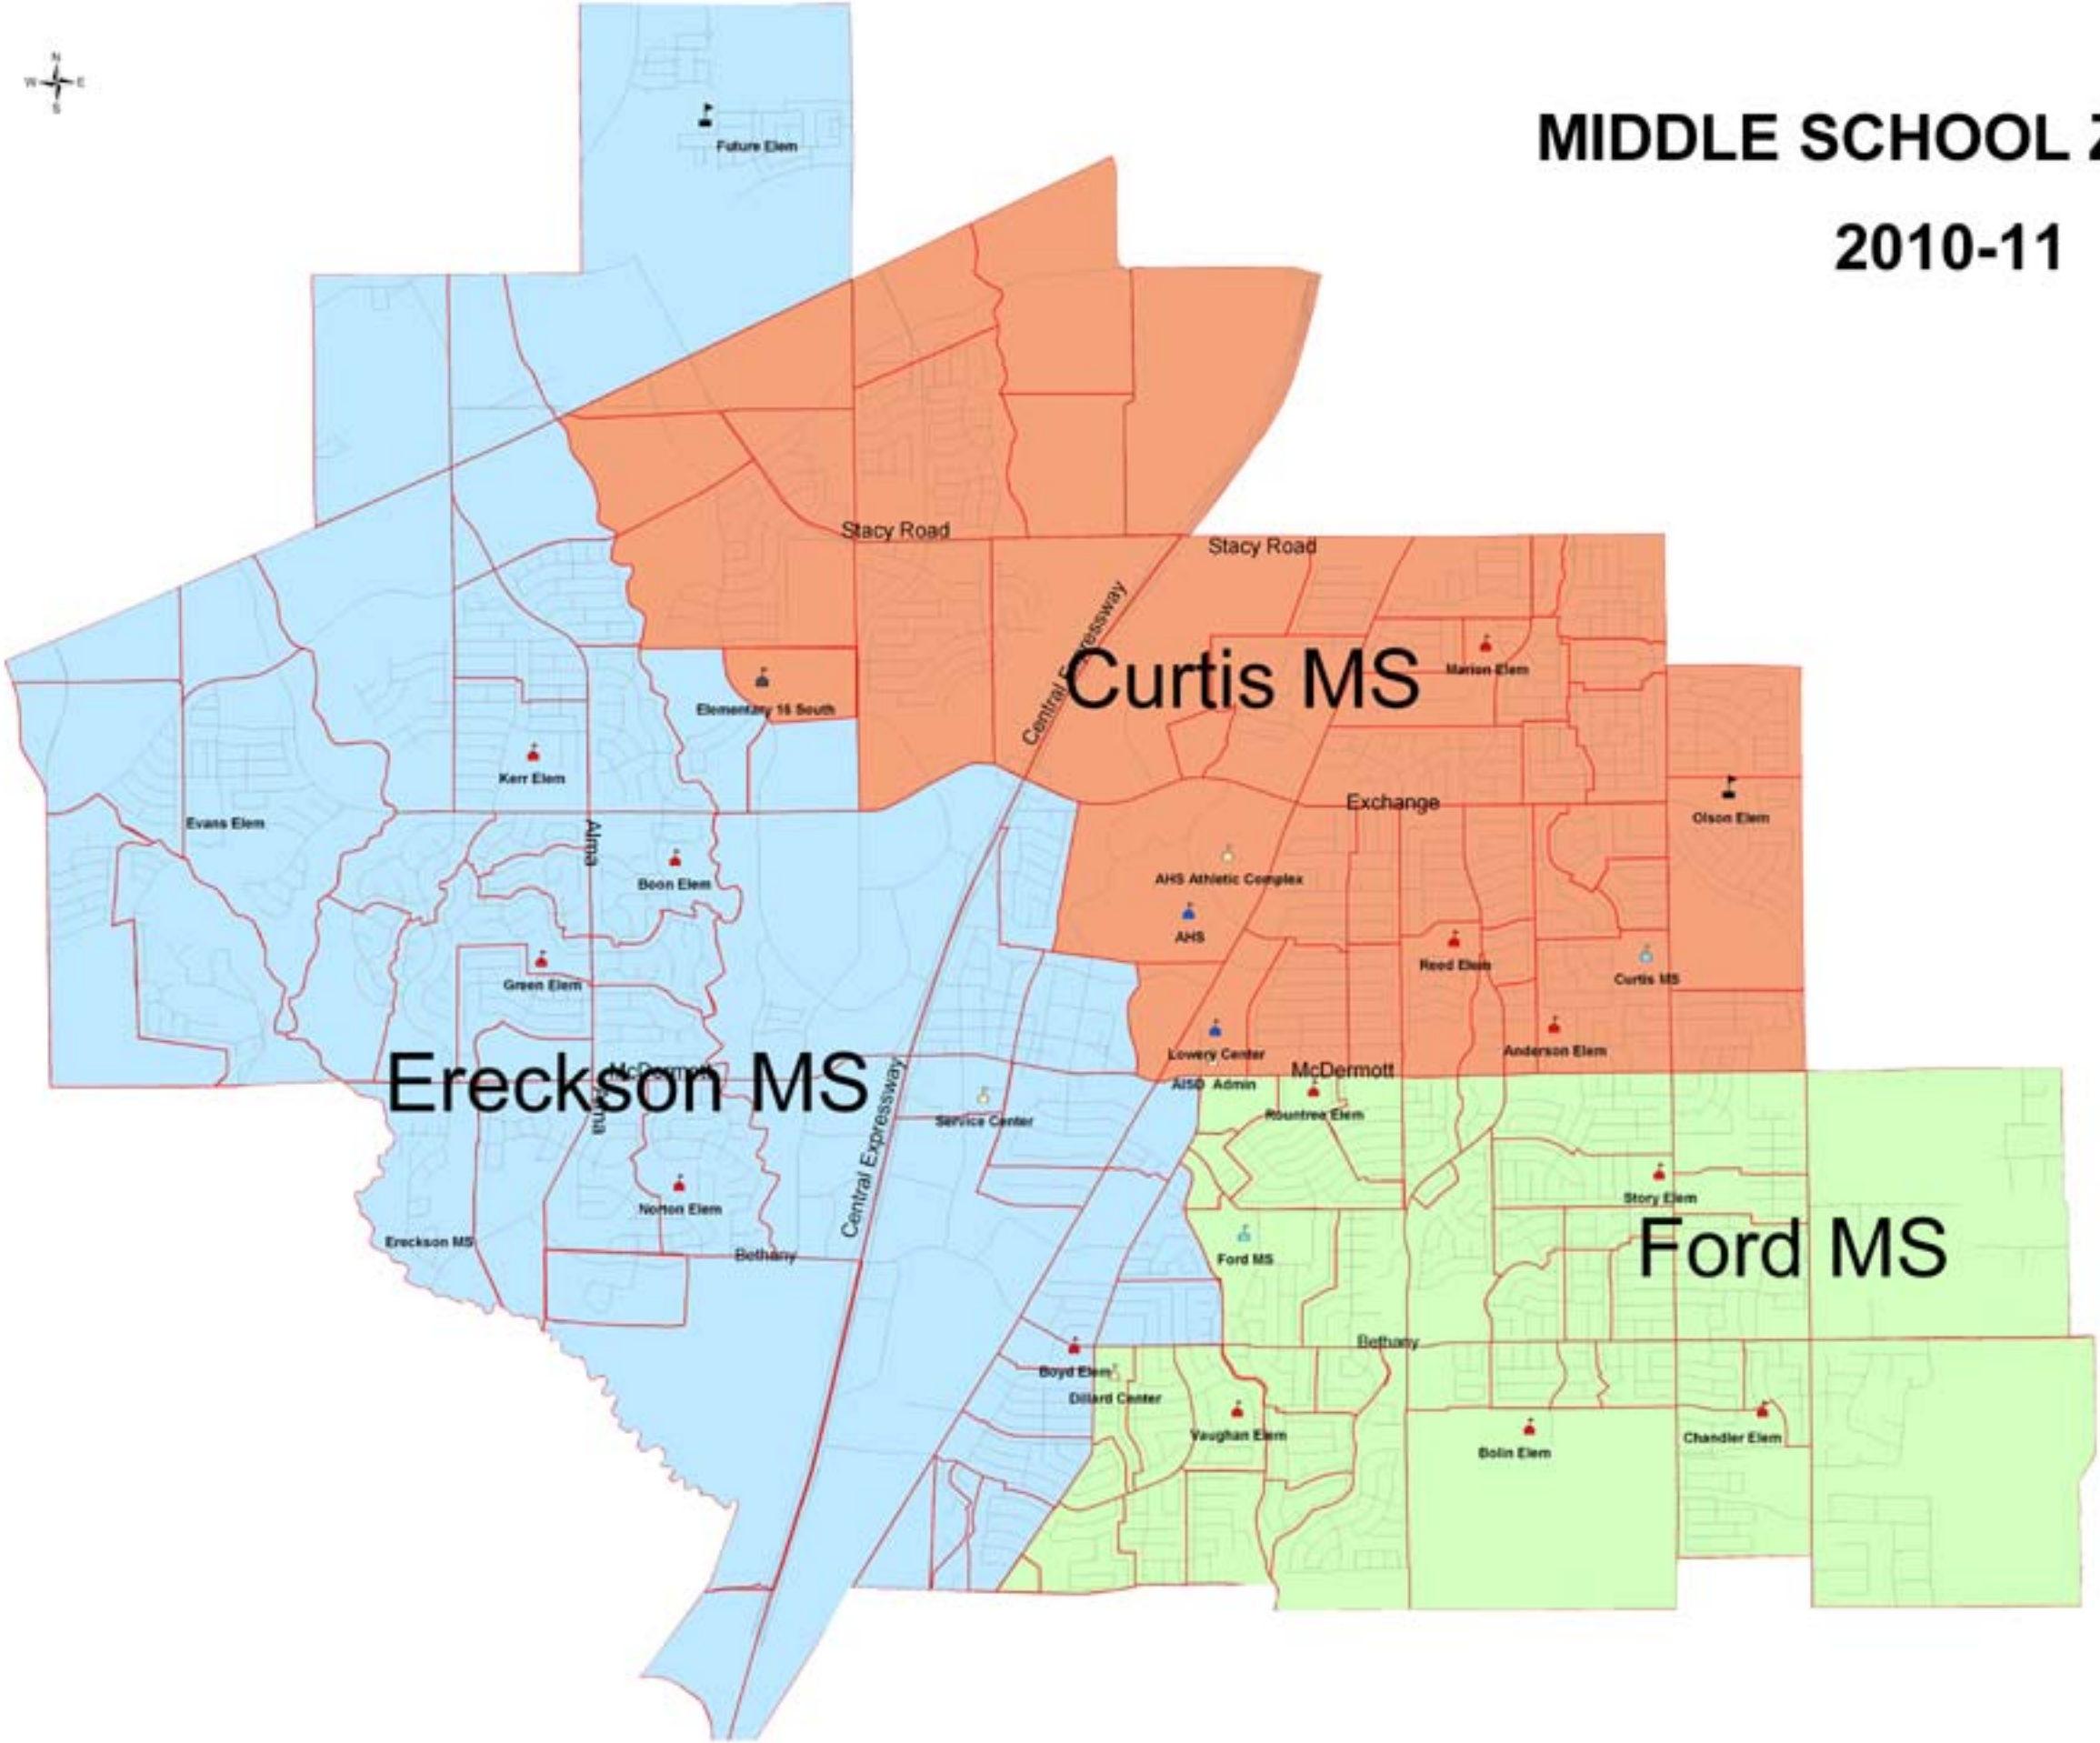 N
W E
S
MIDDLE SCHOOL Z
2010-11
Future Elem
Stacy Road
Stacy Road
Central Expressway
Curtis MS
Marion Elem
Elementary 16 South
Kerr Elem
Evans Elem
Alma
Exchange
Olson Elem
Boon Elem
AHS Athletic Complex
AHS
Reed Elem
Curtis MS
Green Elem
Lowery Center
Anderson Elem
McDermott
McDermott
Ereckson MS
AISD Admin
Alma
Central Expressway
Service Center
Rountree Elem
Story Elem
Norton Elem
Ereckson MS
Ford MS
Ford MS
Bethany
Bethany
Boyd Elem
Dillard Center
Vaughan Elem
Bolin Elem
Chandler Elem